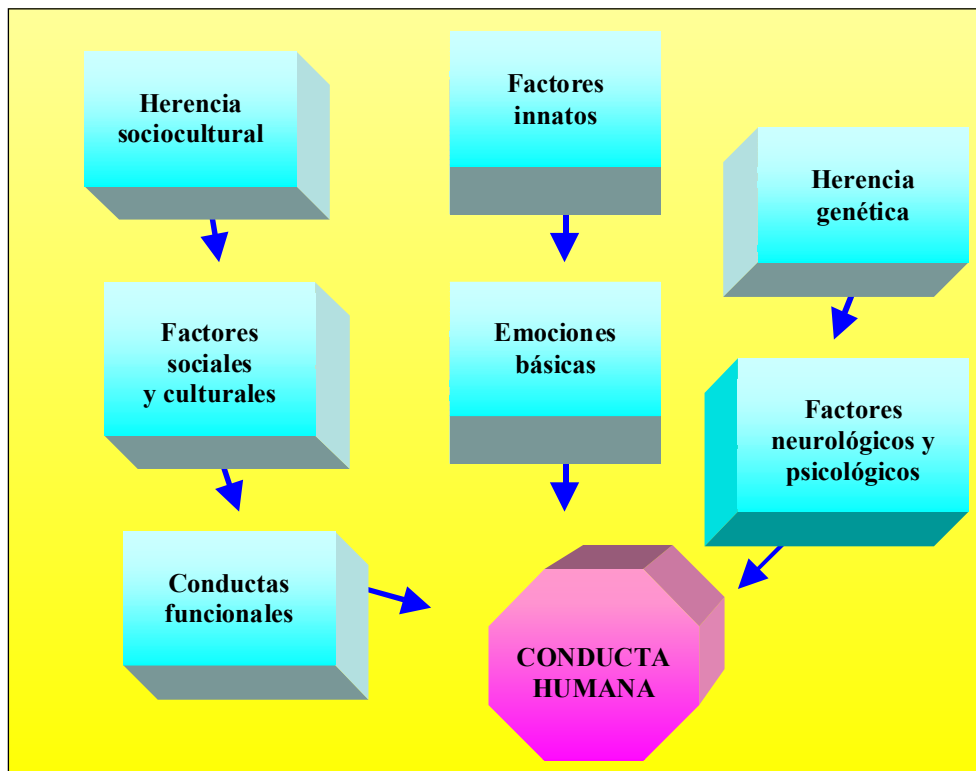 Herencia
sociocultural
Factores
innatos
Herencia
genética
Factores
sociales
y culturales
Emociones
básicas
Factores
neurológicos y
psicológicos
Conductas
funcionales
CONDUCTA
HUMANA